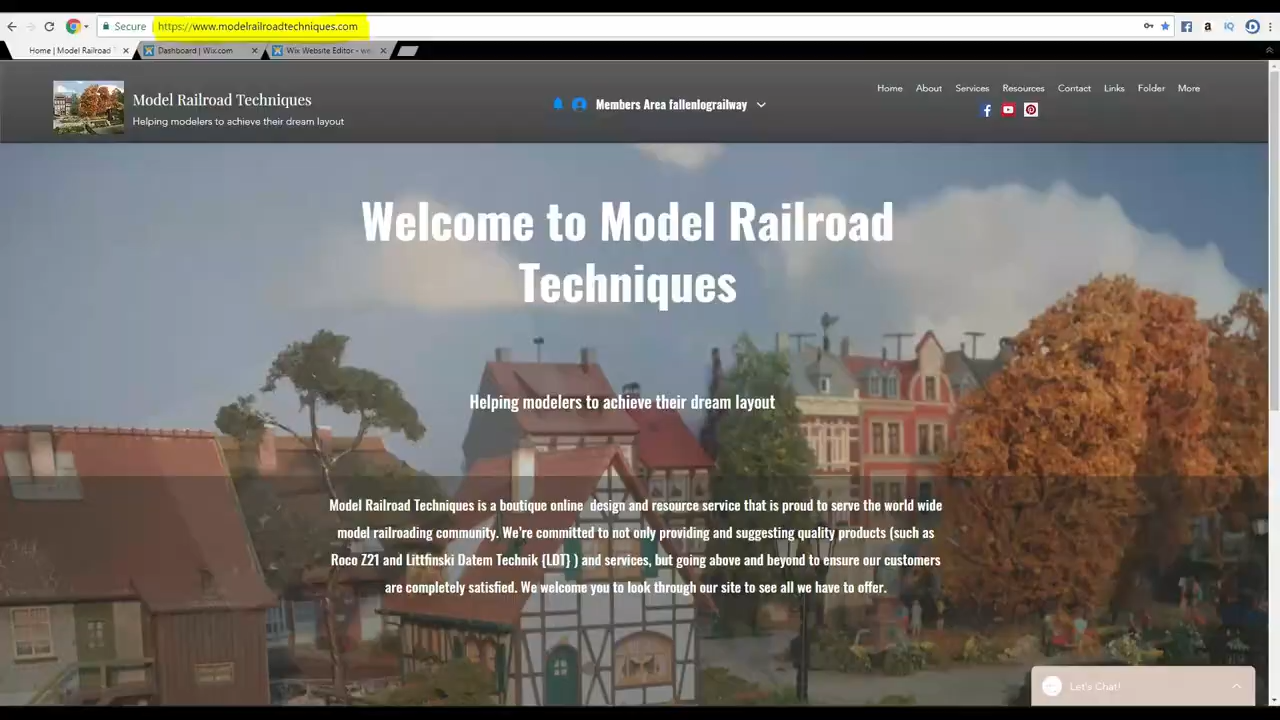 Secure
https://www.modelrailroadtechniques.com
Home | Model Railroad T
Dashboard | Wix.com
Wix Website Editor - we
Model Railroad Techniques
Helping modelers to achieve their dream layout
Members Area fallenlograilway
Home About Services Resources Contact Links Folder More
Welcome to Model Railroad
Techniques
Helping modelers to achieve their dream layout
Model Railroad Techniques is a boutique online design and resource service that is proud to serve the world wide
model railroading community. We're committed to not only providing and suggesting quality products (such as
Roco Z21 and Littfinski Datem Technik {LDT} ) and services, but going above and beyond to ensure our customers
are completely satisfied. We welcome you to look through our site to see all we have to offer.
Let's Chat!